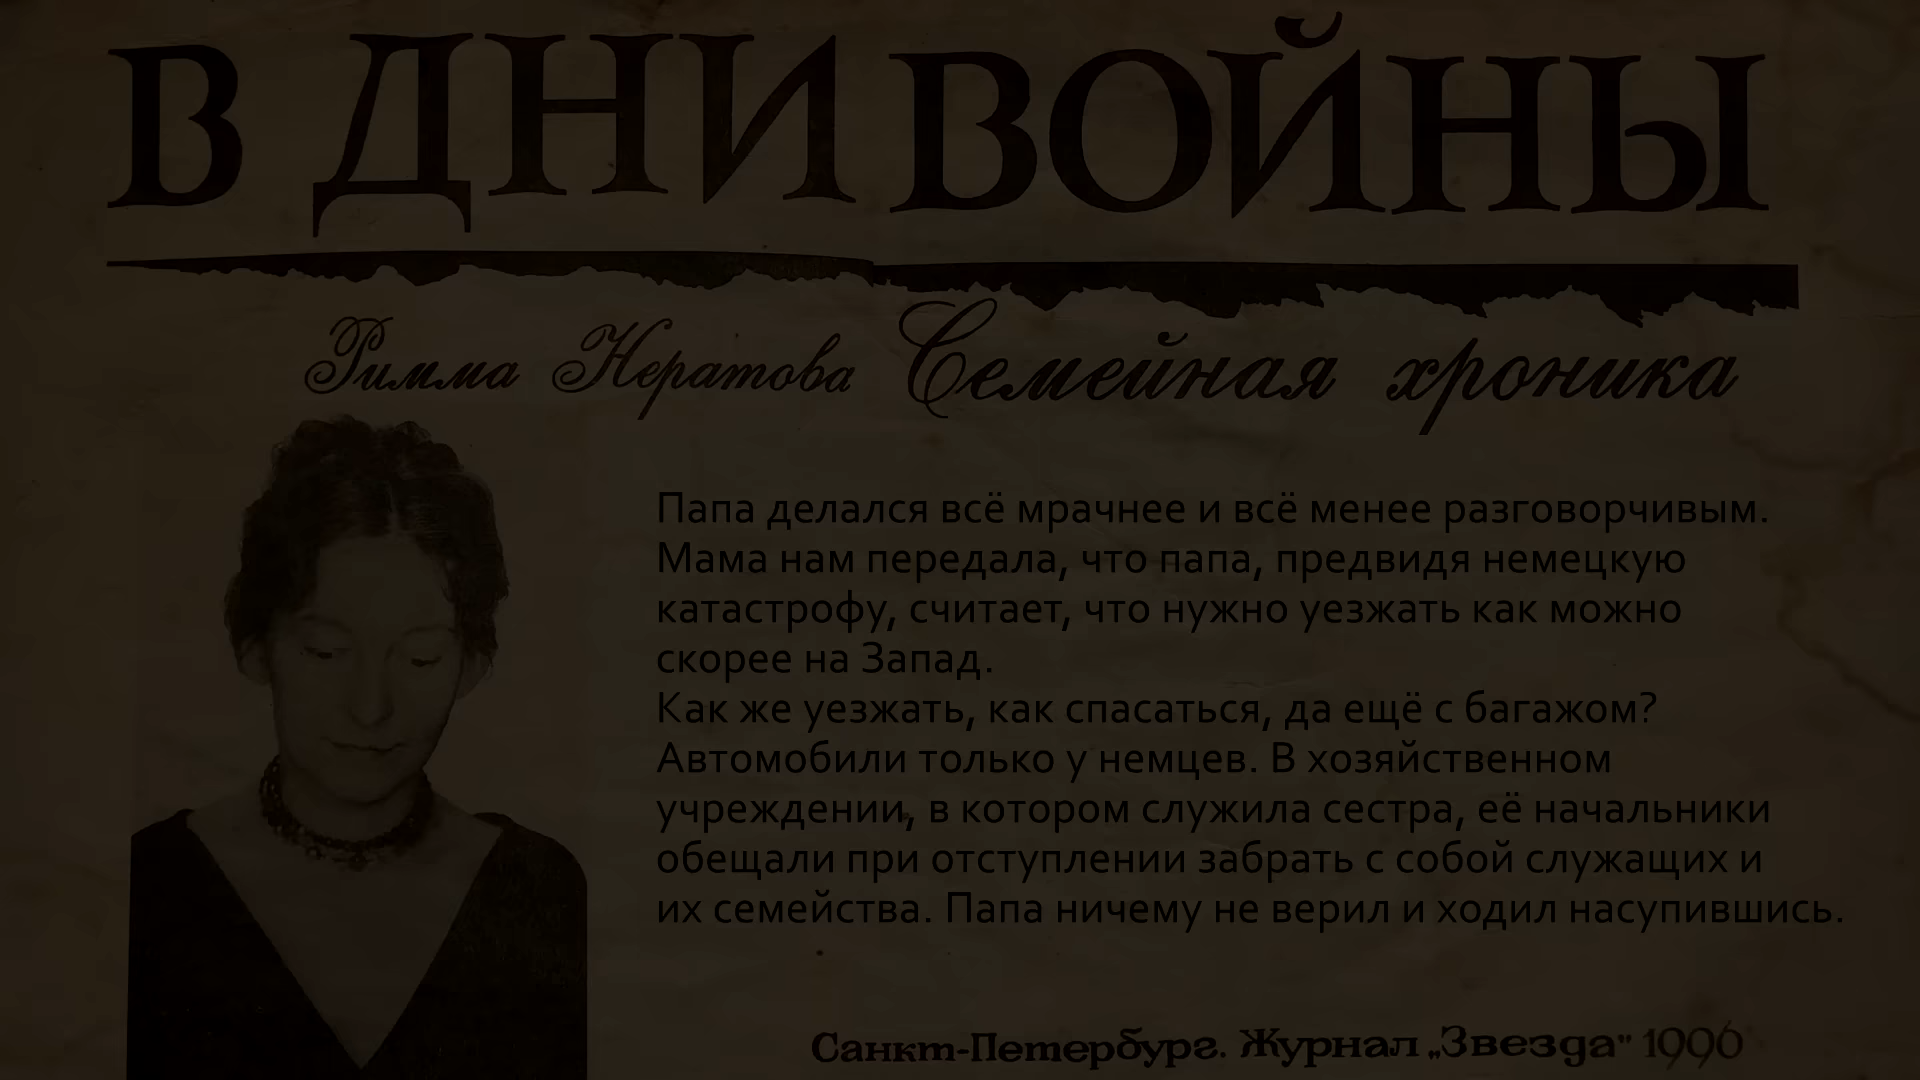 В ДНИ ВОЙНЫ
Римма Нератова Семейная хроника
Папа делался всё мрачнее и всё менее разговорчивым.
Мама нам передала, что папа, предвидя немецкую
катастрофу, считает, что нужно уезжать как можно
скорее на Запад.
Как же уезжать, как спасаться, да ещё с багажом?
Автомобили только у немцев. В хозяйственном
учреждении, в котором служила сестра, её начальники
обещали при отступлении забрать с собой служащих и
их семейства. Папа ничему не верил и ходил насупившись.
Санкт-Петербург. Журнал „Звезда" 1996